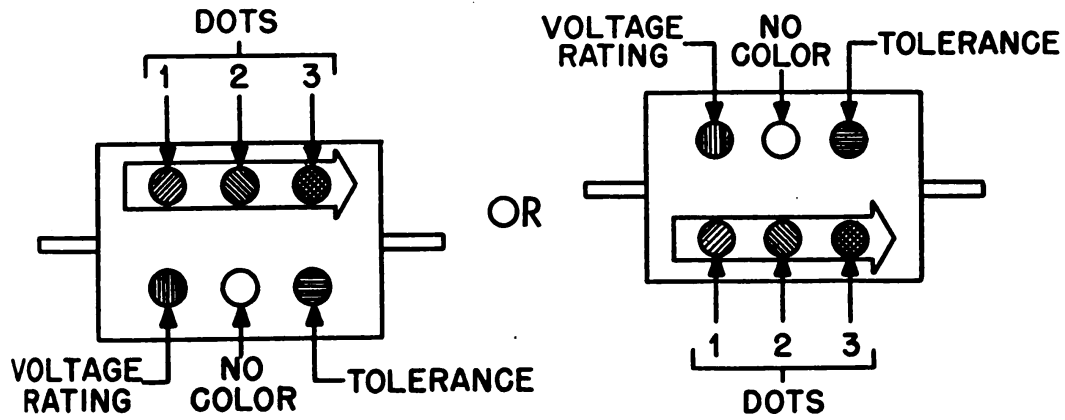 DOTS
1 2 3
VOLTAGE
RATING
NO
COLOR
TOLERANCE
OR
VOLTAGE
RATING
NO
COLOR
TOLERANCE
1 2 3
DOTS